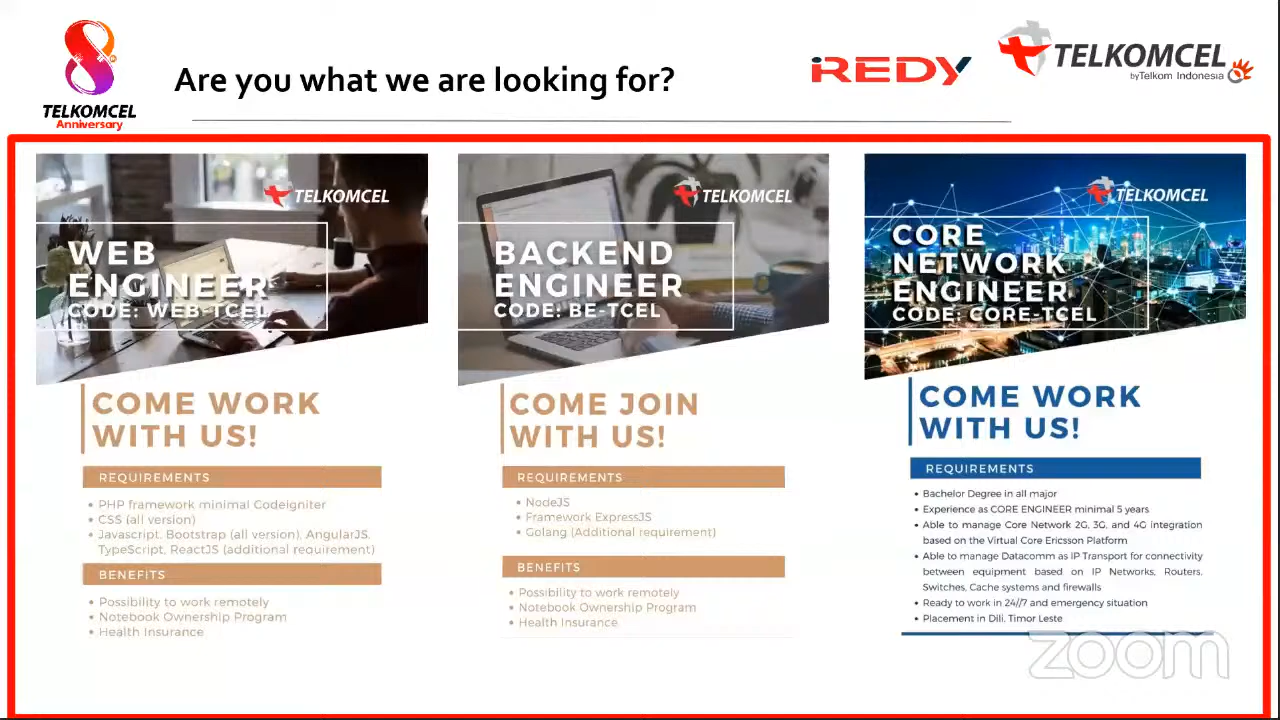 8
TELKOMCEL
Anniversary
Are you what we are looking for?
iREDY
TELKOMCEL
byTelkom Indonesia
TELKOMCEL
WEB
ENGINEER
CODE: WEB-TCEL
COME WORK
WITH US!
REQUIREMENTS
• PHP framework minimal Codeigniter
• CSS (all version)
• Javascript, Bootstrap (all version), AngularJS,
TypeScript, ReactJS (additional requirement)
BENEFITS
• Possibility to work remotely
• Notebook Ownership Program
• Health Insurance
TELKOMCEL
BACKEND
ENGINEER
CODE: BE-TCEL
COME JOIN
WITH US!
REQUIREMENTS
• NodeJS
• Framework ExpressJS
• Golang (Additional requirement)
BENEFITS
• Possibility to work remotely
• Notebook Ownership Program
• Health Insurance
TELKOMCEL
CORE
NETWORK
ENGINEER
CODE: CORE-TCEL
COME WORK
WITH US!
REQUIREMENTS
• Bachelor Degree in all major
• Experience as CORE ENGINEER minimal 5 years
• Able to manage Core Network 2G, 3G, and 4G integration
based on the Virtual Core Ericsson Platform
• Able to manage Datacomm as IP Transport for connectivity
between equipment based on IP Networks, Routers,
Switches, Cache systems and firewalls
• Ready to work in 24//7 and emergency situation
• Placement in Dili, Timor Leste
zoom